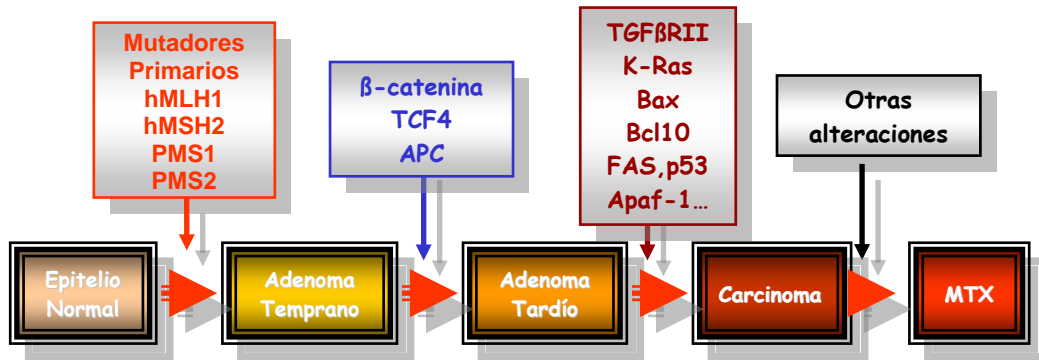 Mutadores
Primarios
hMLH1
hMSH2
PMS1
PMS2
ß-catenina
TCF4
APC
TGFßRII
K-Ras
Bax
Bcl10
FAS,p53
Apaf-1...
Otras
alteraciones
Epitelio
Normal
Adenoma
Temprano
Adenoma
Tardío
Carcinoma
MTX